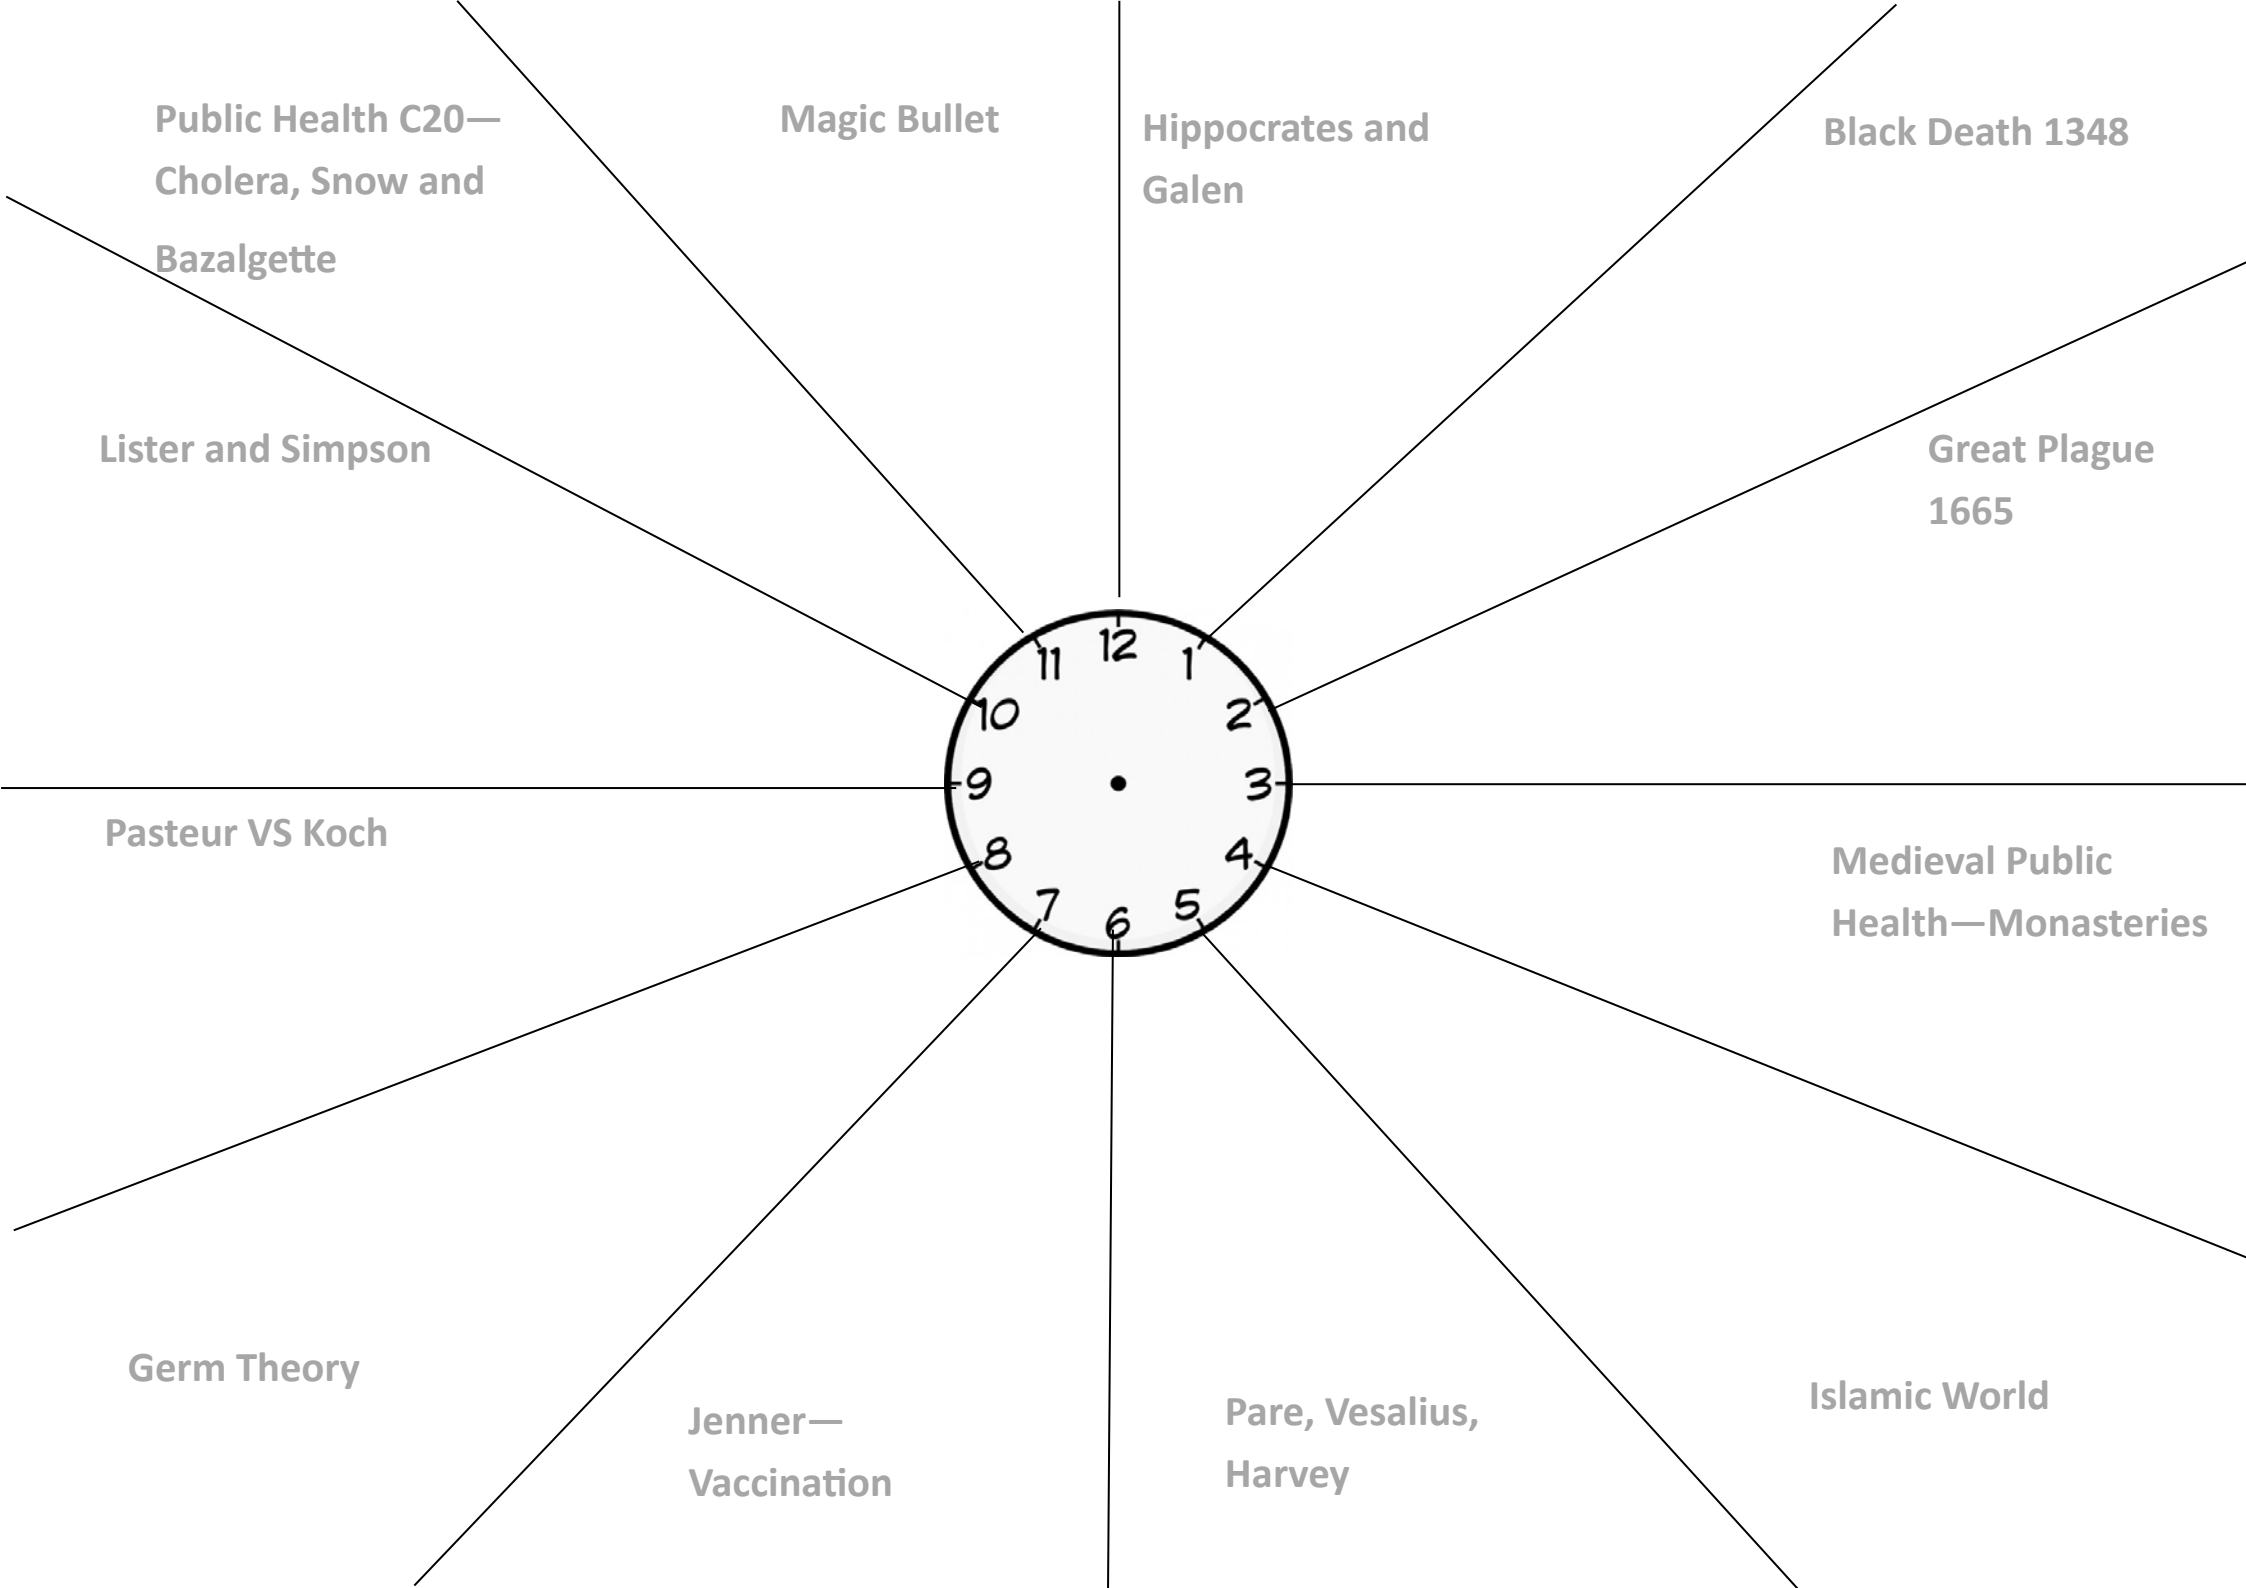 Public Health C20—
Cholera, Snow and
Bazalgette
Magic Bullet
Hippocrates and
Galen
Black Death 1348
Lister and Simpson
Great Plague
1665
12
11
1
10
2
9
3
8
4
7
5
6
Pasteur VS Koch
Medieval Public
Health—Monasteries
Germ Theory
Jenner—
Vaccination
Pare, Vesalius,
Harvey
Islamic World